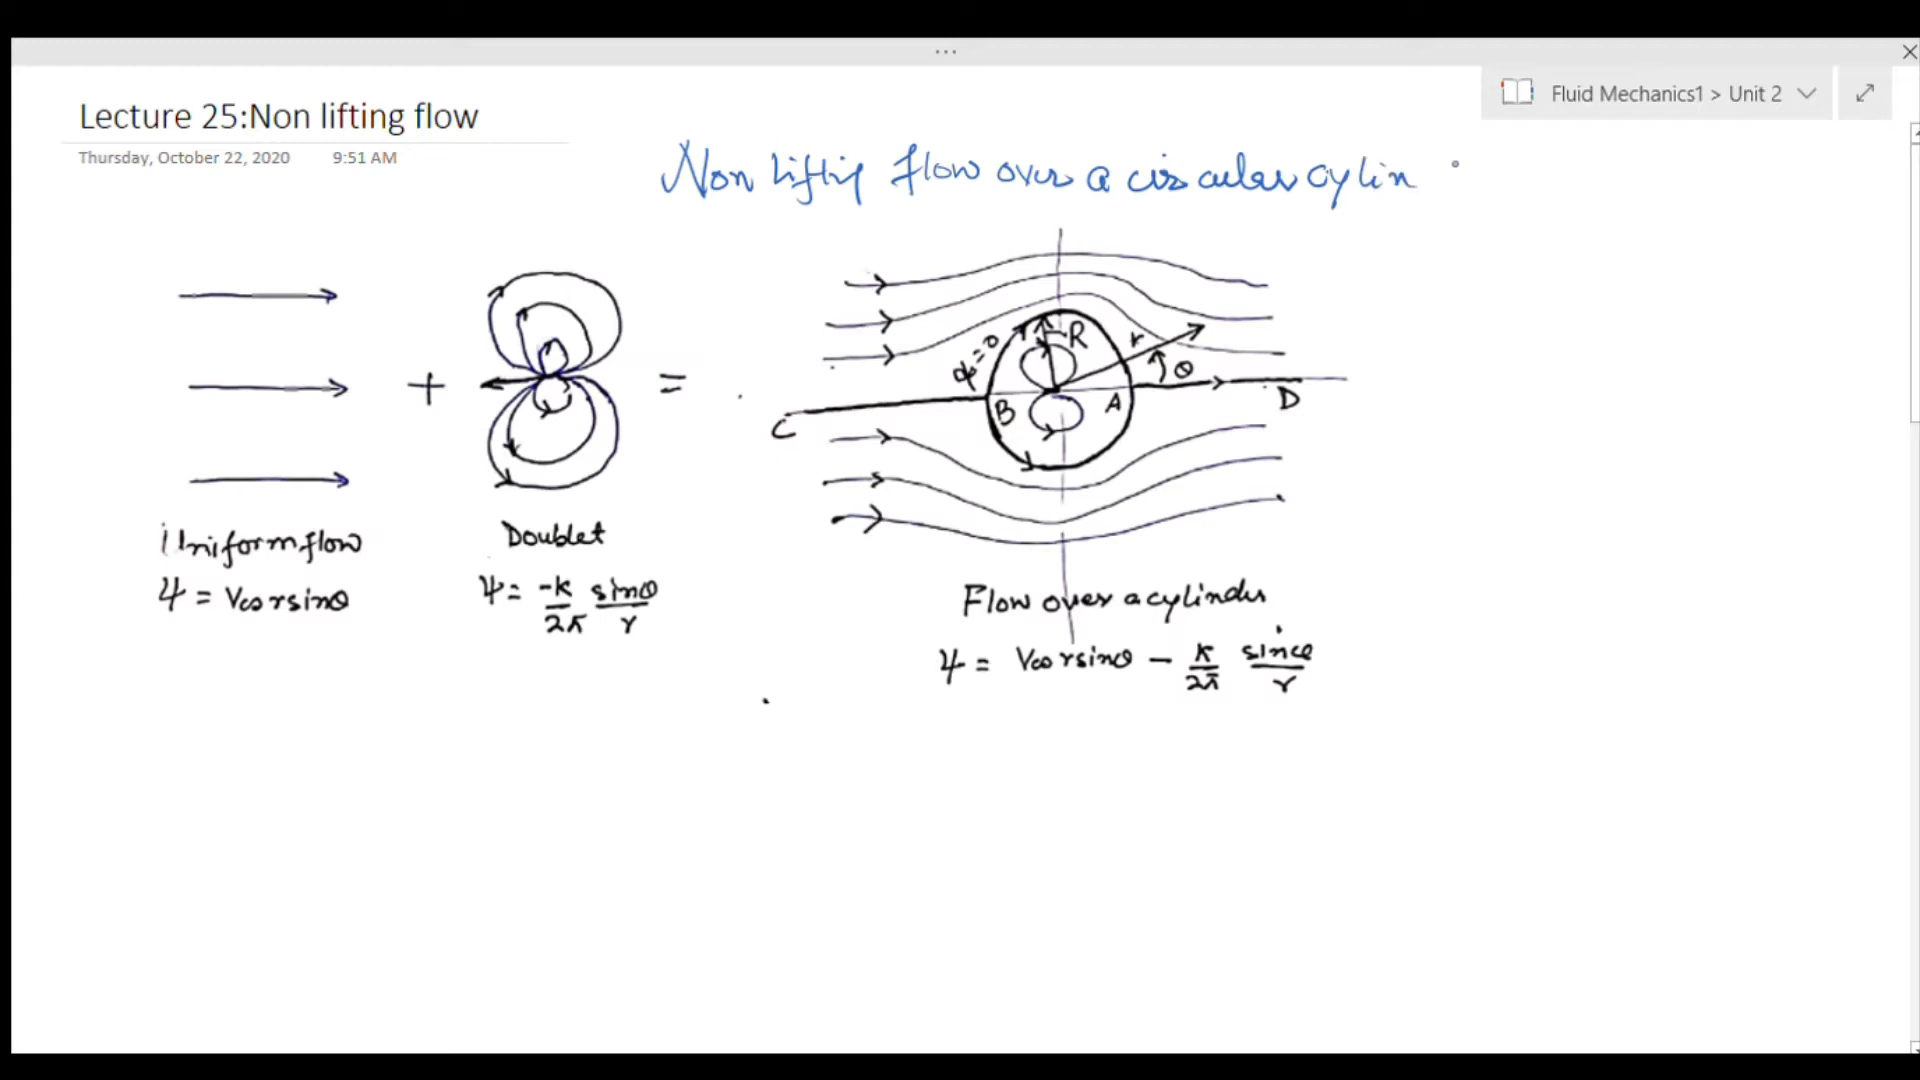 ...
Fluid Mechanics1 > Unit 2
Lecture 25:Non lifting flow
Thursday, October 22, 2020 9:51 AM
Non lifting flow over a circular cylin
+
=
ψ=0
R
r
θ
C
B
A
D
Uniform flow
Doublet
Flow over a cylinder
ψ = V∞ r sinθ
ψ = -K/2π sinθ/r
ψ = V∞ r sinθ - K/2π sinθ/r